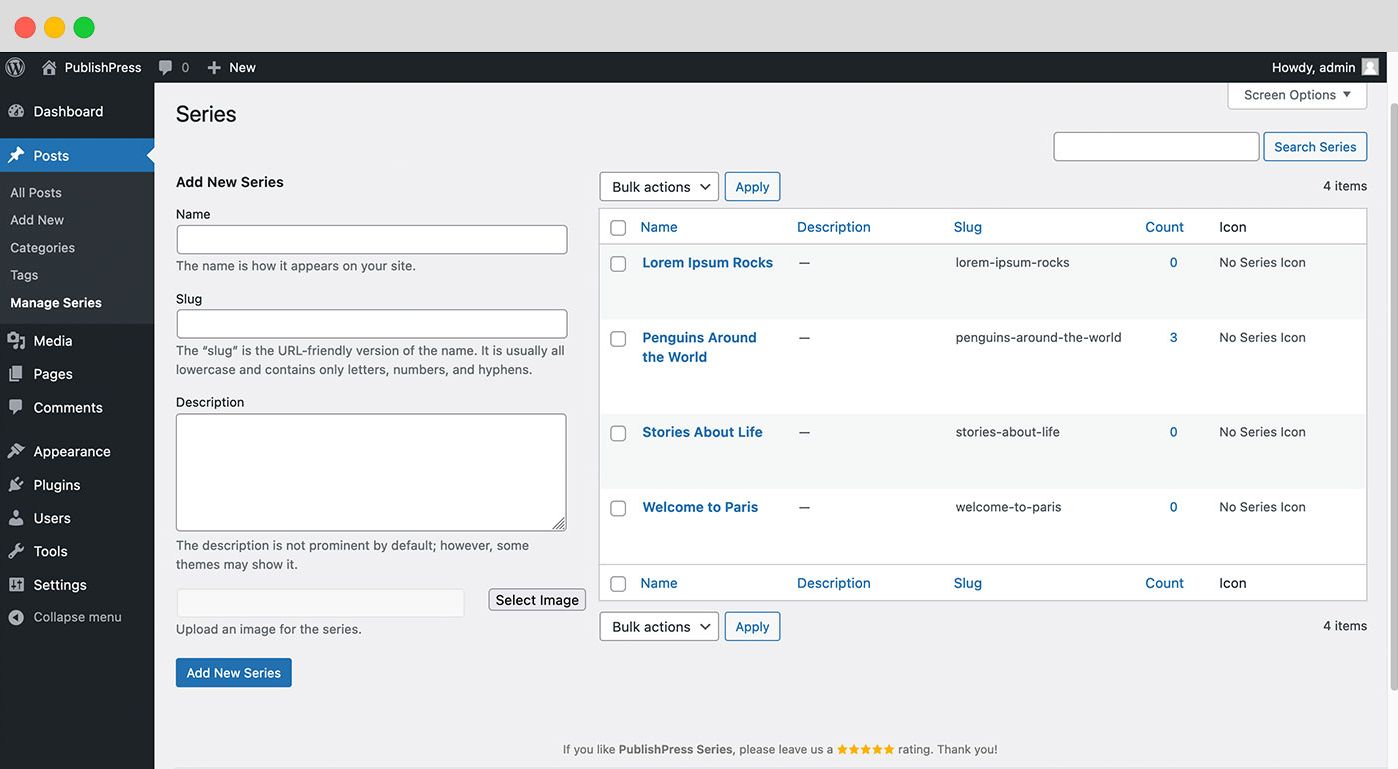 PublishPress 0 New Howdy, admin
Screen Options
Dashboard
Posts
All Posts
Add New
Categories
Tags
Manage Series
Media
Pages
Comments
Appearance
Plugins
Users
Tools
Settings
Collapse menu
Series
Search Series
Add New Series
Name
The name is how it appears on your site.
Slug
The “slug” is the URL-friendly version of the name. It is usually all
lowercase and contains only letters, numbers, and hyphens.
Description
The description is not prominent by default; however, some
themes may show it.
Select Image
Upload an image for the series.
Add New Series
Bulk actions Apply 4 items
Name Description Slug Count Icon
Lorem Ipsum Rocks — lorem-ipsum-rocks 0 No Series Icon
Penguins Around — penguins-around-the-world 3 No Series Icon
the World
Stories About Life — stories-about-life 0 No Series Icon
Welcome to Paris — welcome-to-paris 0 No Series Icon
Name Description Slug Count Icon
Bulk actions Apply 4 items
If you like PublishPress Series, please leave us a ★★★★★ rating. Thank you!